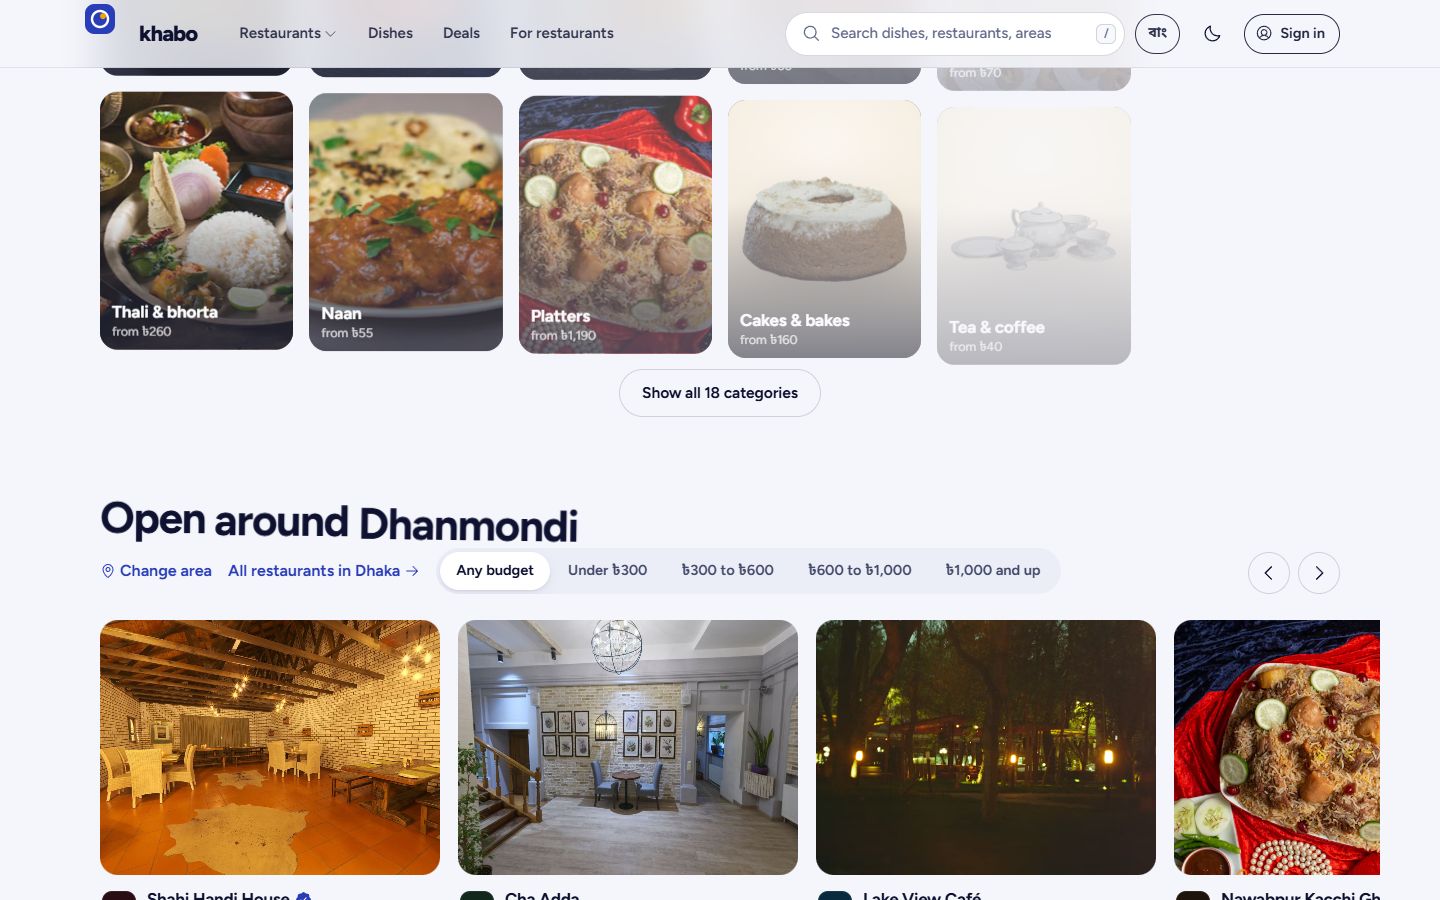 khabo
Restaurants
Dishes
Deals
For restaurants
Search dishes, restaurants, areas
/
বাং
Sign in
from ৳70
Thali & bhorta
from ৳260
Naan
from ৳55
Platters
from ৳1,190
Cakes & bakes
from ৳160
Tea & coffee
from ৳40
Show all 18 categories
Open around Dhanmondi
Change area
All restaurants in Dhaka →
Any budget
Under ৳300
৳300 to ৳600
৳600 to ৳1,000
৳1,000 and up
Shahi Handi House
Cha Adda
Lake View Café
Nawabpur Kacchi Gh